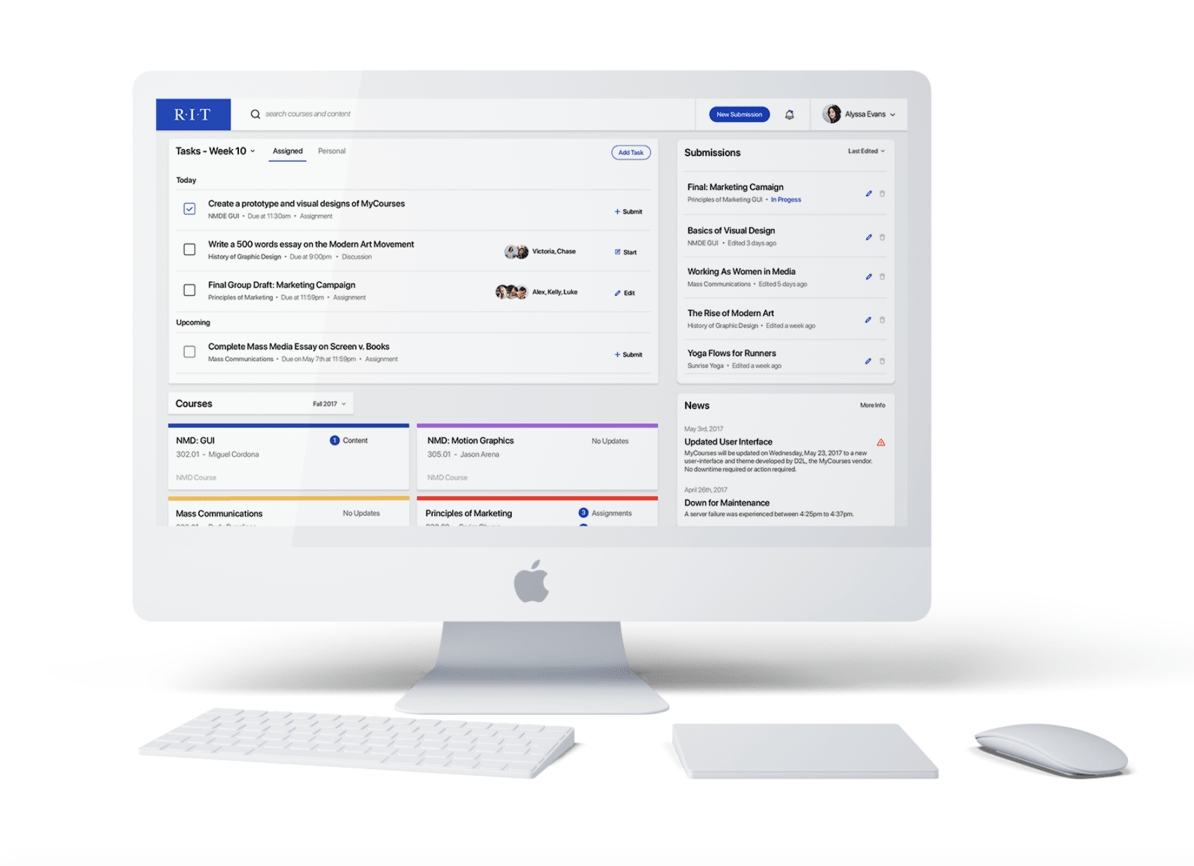 R·I·T
search courses and content
New Submission
Alyssa Evans
Tasks - Week 10
Assigned
Personal
Add Task
Today
Create a prototype and visual designs of MyCourses
NMDE GUI • Due at 11:30am • Assignment
+ Submit
Write a 500 words essay on the Modern Art Movement
History of Graphic Design • Due at 9:00pm • Discussion
Victoria, Chase
Start
Final Group Draft: Marketing Campaign
Principles of Marketing • Due at 11:59pm • Assignment
Alex, Kelly, Luke
Edit
Upcoming
Complete Mass Media Essay on Screen v. Books
Mass Communications • Due on May 7th at 11:59pm • Assignment
+ Submit
Submissions
Last Edited
Final: Marketing Camaign
Principles of Marketing GUI • In Progess
Basics of Visual Design
NMDE GUI • Edited 3 days ago
Working As Women in Media
Mass Communications • Edited 5 days ago
The Rise of Modern Art
History of Graphic Design • Edited a week ago
Yoga Flows for Runners
Sunrise Yoga • Edited a week ago
Courses
Fall 2017
NMD: GUI
1 Content
302.01 - Miguel Cordona
NMD Course
NMD: Motion Graphics
No Updates
305.01 - Jason Arena
NMD Course
Mass Communications
No Updates
Principles of Marketing
3 Assignments
News
More Info
May 3rd, 2017
Updated User Interface
MyCourses will be updated on Wednesday, May 23, 2017 to a new
user-interface and theme developed by D2L, the MyCourses vendor.
No downtime required or action required.
April 26th, 2017
Down for Maintenance
A server failure was experienced between 4:25pm to 4:37pm.